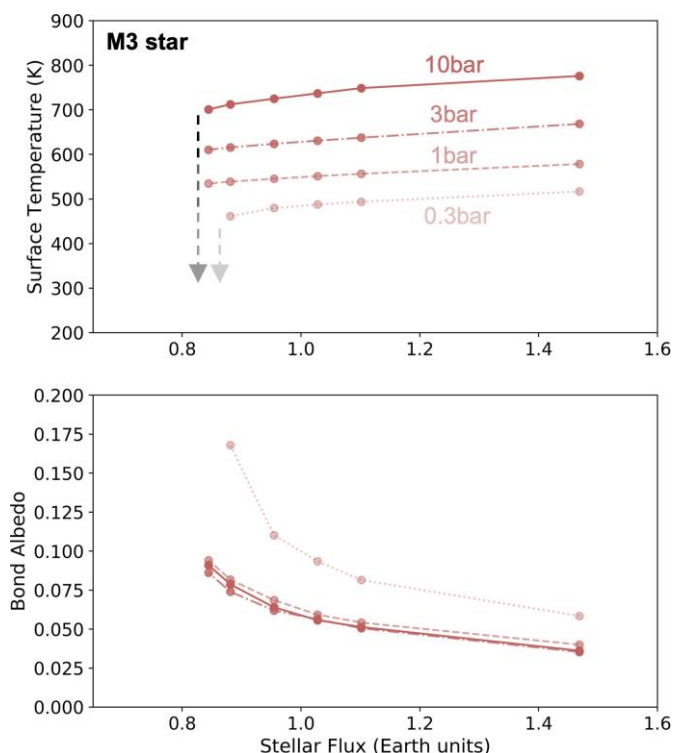 M3 star
10bar
3bar
1bar
0.3bar
Surface Temperature (K)
900
800
700
600
500
400
300
200
0.8 1.0 1.2 1.4 1.6
Bond Albedo
0.200
0.175
0.150
0.125
0.100
0.075
0.050
0.025
0.000
0.8 1.0 1.2 1.4 1.6
Stellar Flux (Earth units)